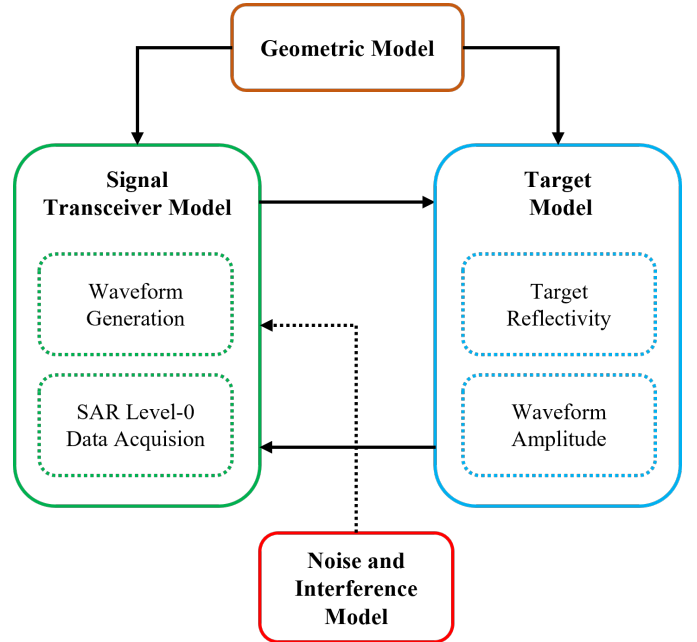 Geometric Model
Signal
Transceiver Model
Waveform
Generation
SAR Level-0
Data Acquision
Target
Model
Target
Reflectivity
Waveform
Amplitude
Noise and
Interference
Model